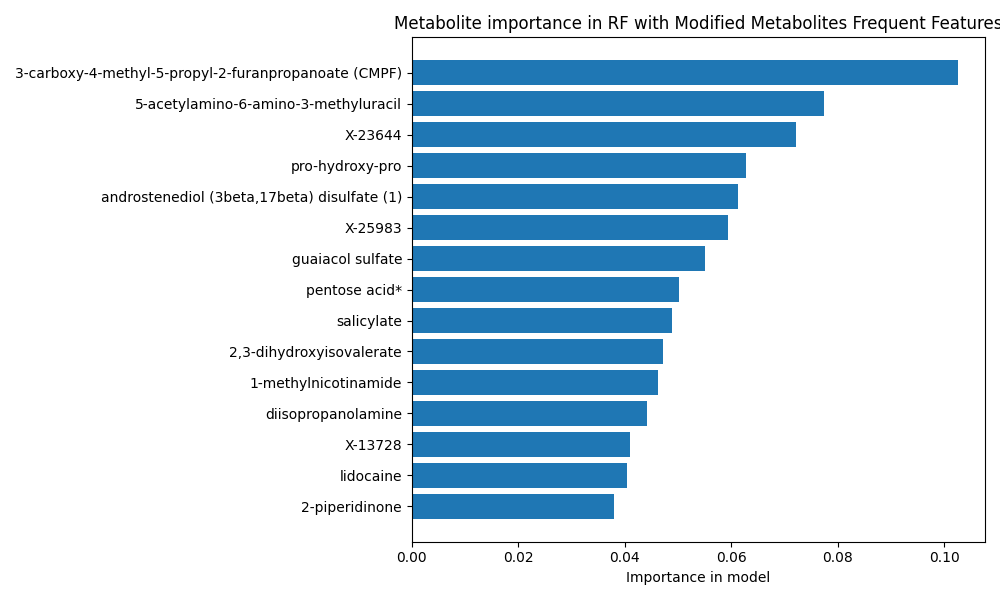 Metabolite importance in RF with Modified Metabolites Frequent Features
3-carboxy-4-methyl-5-propyl-2-furanpropanoate (CMPF)
5-acetylamino-6-amino-3-methyluracil
X-23644
pro-hydroxy-pro
androstenediol (3beta,17beta) disulfate (1)
X-25983
guaiacol sulfate
pentose acid*
salicylate
2,3-dihydroxyisovalerate
1-methylnicotinamide
diisopropanolamine
X-13728
lidocaine
2-piperidinone
0.00 0.02 0.04 0.06 0.08 0.10
Importance in model